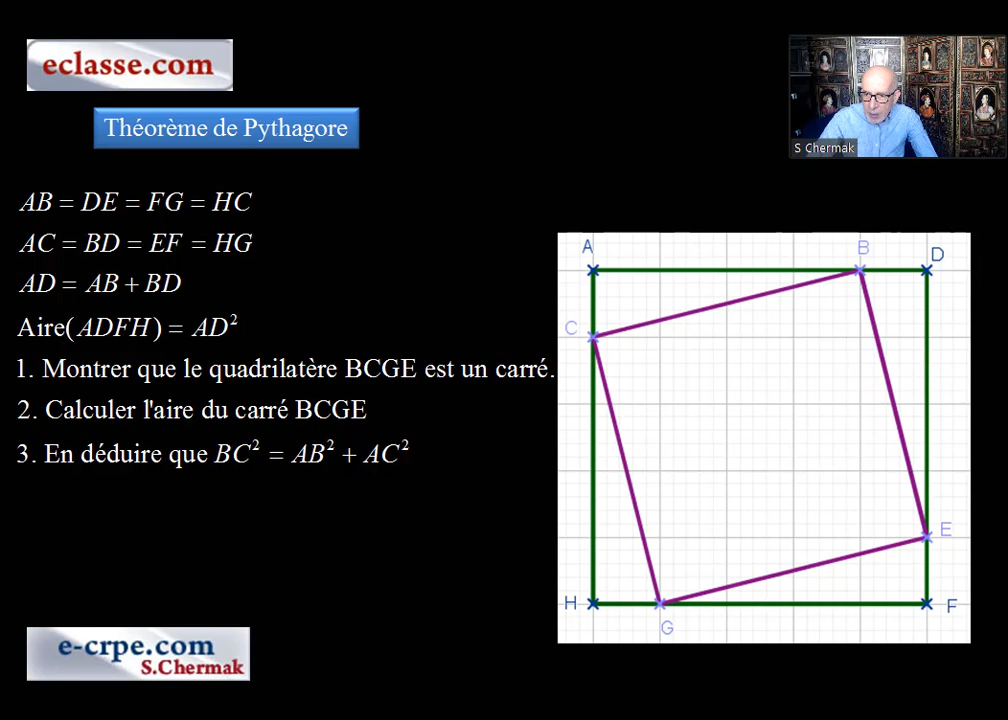 eclasse.com
Théorème de Pythagore
S Chermak
AB = DE = FG = HC
AC = BD = EF = HG
AD = AB + BD
Aire(ADFH) = AD²
1. Montrer que le quadrilatère BCGE est un carré.
2. Calculer l'aire du carré BCGE
3. En déduire que BC² = AB² + AC²
A
B
D
C
E
H
F
G
e-crpe.com
S.Chermak